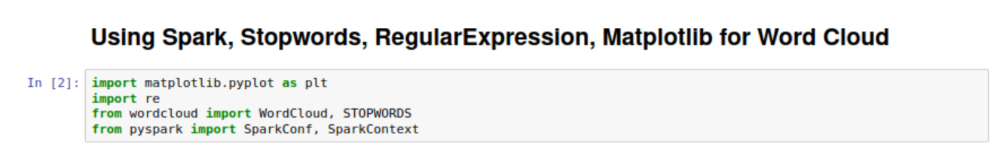 Using Spark, Stopwords, RegularExpression, Matplotlib for Word Cloud
In [2]: import matplotlib.pyplot as plt
import re
from wordcloud import WordCloud, STOPWORDS
from pyspark import SparkConf, SparkContext